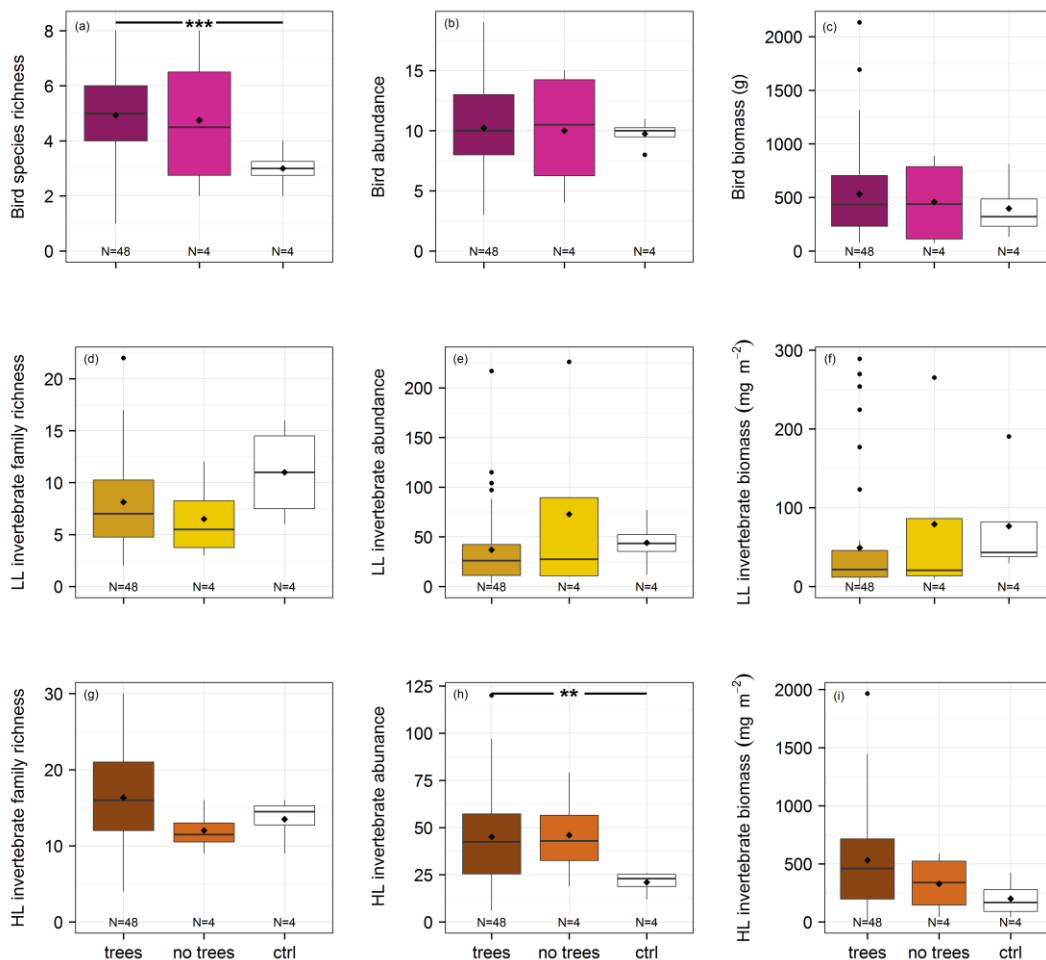 Bird species richness
8
6
4
2
0
(a)
***
N=48
N=4
N=4
Bird abundance
15
10
5
0
(b)
N=48
N=4
N=4
Bird biomass (g)
2000
1500
1000
500
0
(c)
N=48
N=4
N=4
LL invertebrate family richness
20
15
10
5
0
(d)
N=48
N=4
N=4
LL invertebrate abundance
200
150
100
50
0
(e)
N=48
N=4
N=4
LL invertebrate biomass (mg m⁻²)
300
200
100
0
(f)
N=48
N=4
N=4
HL invertebrate family richness
30
20
10
0
(g)
N=48
N=4
N=4
trees no trees ctrl
HL invertebrate abunance
125
100
75
50
25
0
(h)
**
N=48
N=4
N=4
trees no trees ctrl
HL invertebrate biomass (mg m⁻²)
2000
1500
1000
500
0
(i)
N=48
N=4
N=4
trees no trees ctrl